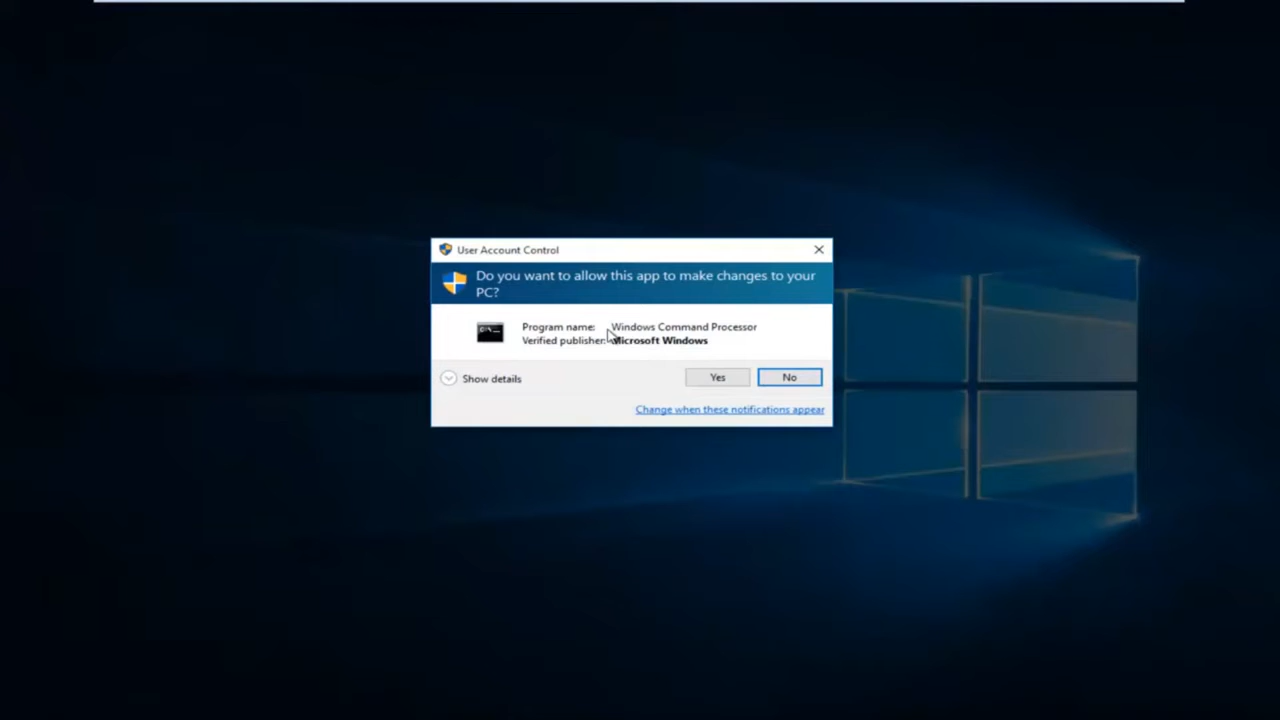 User Account Control
Do you want to allow this app to make changes to your
PC?
Program name: Windows Command Processor
Verified publisher: Microsoft Windows
Show details
Yes
No
Change when these notifications appear